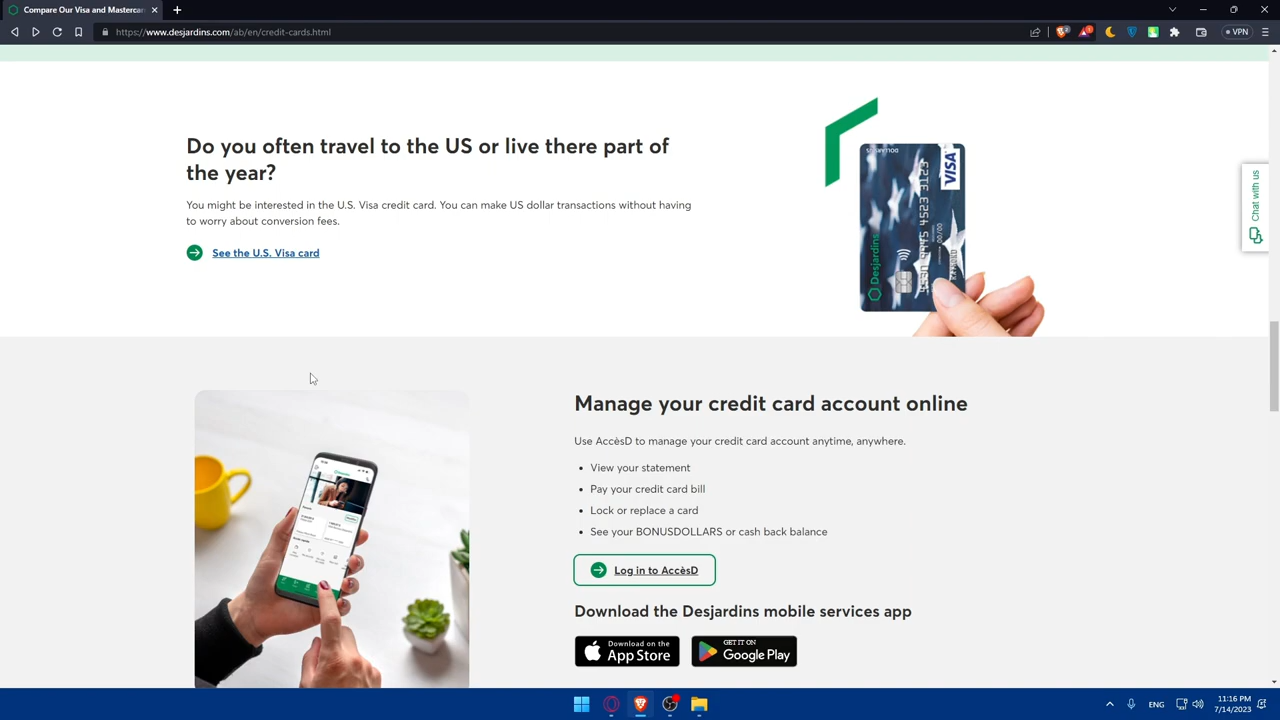 Compare Our Visa and Mastercar
https://www.desjardins.com/ab/en/credit-cards.html
VPN
Do you often travel to the US or live there part of
the year?
You might be interested in the U.S. Visa credit card. You can make US dollar transactions without having
to worry about conversion fees.
See the U.S. Visa card
VISA
Desjardins
Chat with us
Manage your credit card account online
Use AccèsD to manage your credit card account anytime, anywhere.
• View your statement
• Pay your credit card bill
• Lock or replace a card
• See your BONUSDOLLARS or cash back balance
Log in to AccèsD
Download the Desjardins mobile services app
Download on the
App Store
GET IT ON
Google Play
ENG
11:16 PM
7/14/2023